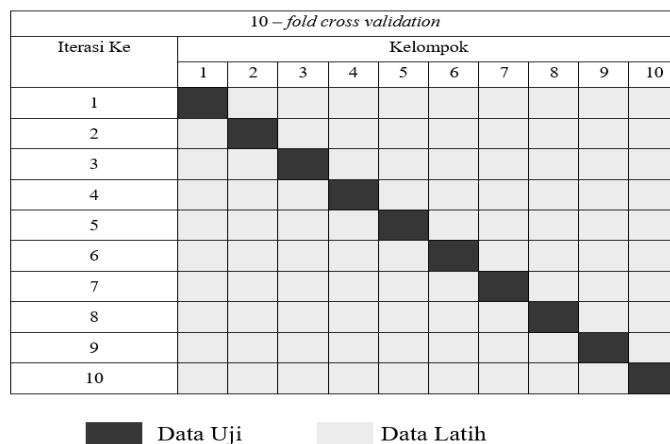 10 – fold cross validation
Iterasi Ke
Kelompok
1 2 3 4 5 6 7 8 9 10
1
2
3
4
5
6
7
8
9
10
Data Uji Data Latih